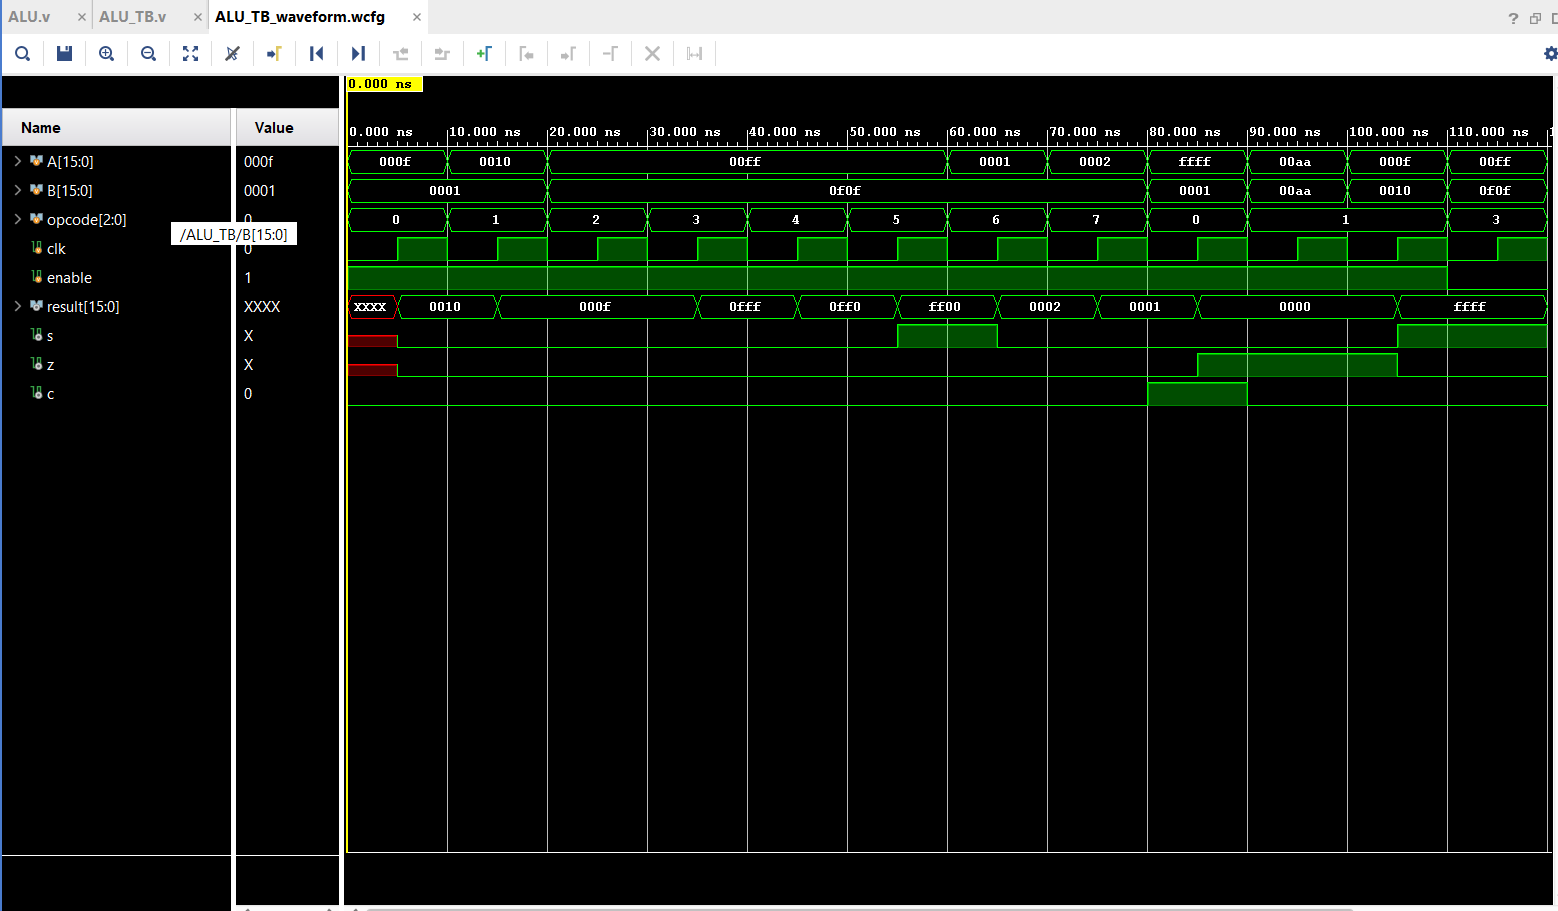 ALU.v × ALU_TB.v × ALU_TB_waveform.wcfg ×
?
0.000 ns
Name Value
0.000 ns 10.000 ns 20.000 ns 30.000 ns 40.000 ns 50.000 ns 60.000 ns 70.000 ns 80.000 ns 90.000 ns 100.000 ns 110.000 ns
A[15:0] 000f 000f 0010 00ff 0001 0002 ffff 00aa 000f 00ff
B[15:0] 0001 0001 0f0f 0001 00aa 0010 0f0f
opcode[2:0] 0 0 1 2 3 4 5 6 7 0 1 3
/ALU_TB/B[15:0]
clk 0
enable 1
result[15:0] XXXX XXXX 0010 000f 0fff 0ff0 ff00 0002 0001 0000 ffff
s X
z X
c 0